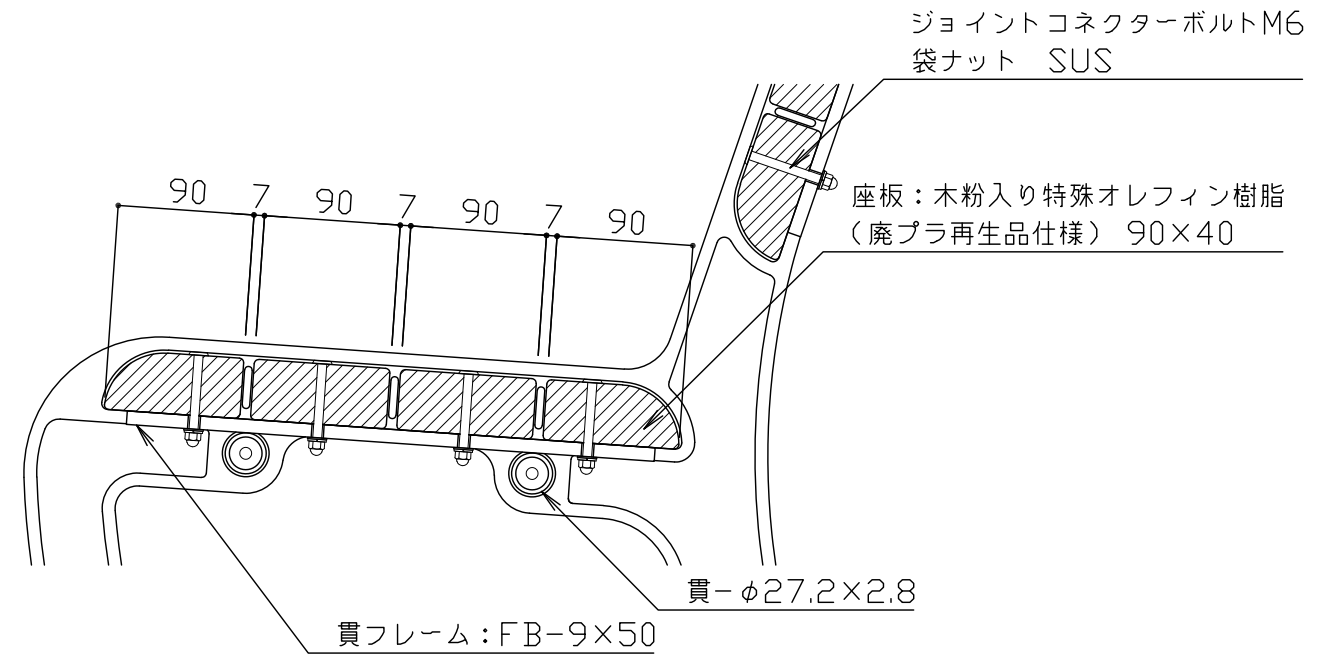 ジョイントコネクターボルトM6
袋ナット　SUS
座板：木粉入り特殊オレフィン樹脂
（廃プラ再生品仕様）　90×40
90 7 90 7 90 7 90
貫－φ27.2×2.8
貫フレーム：FB－9×50